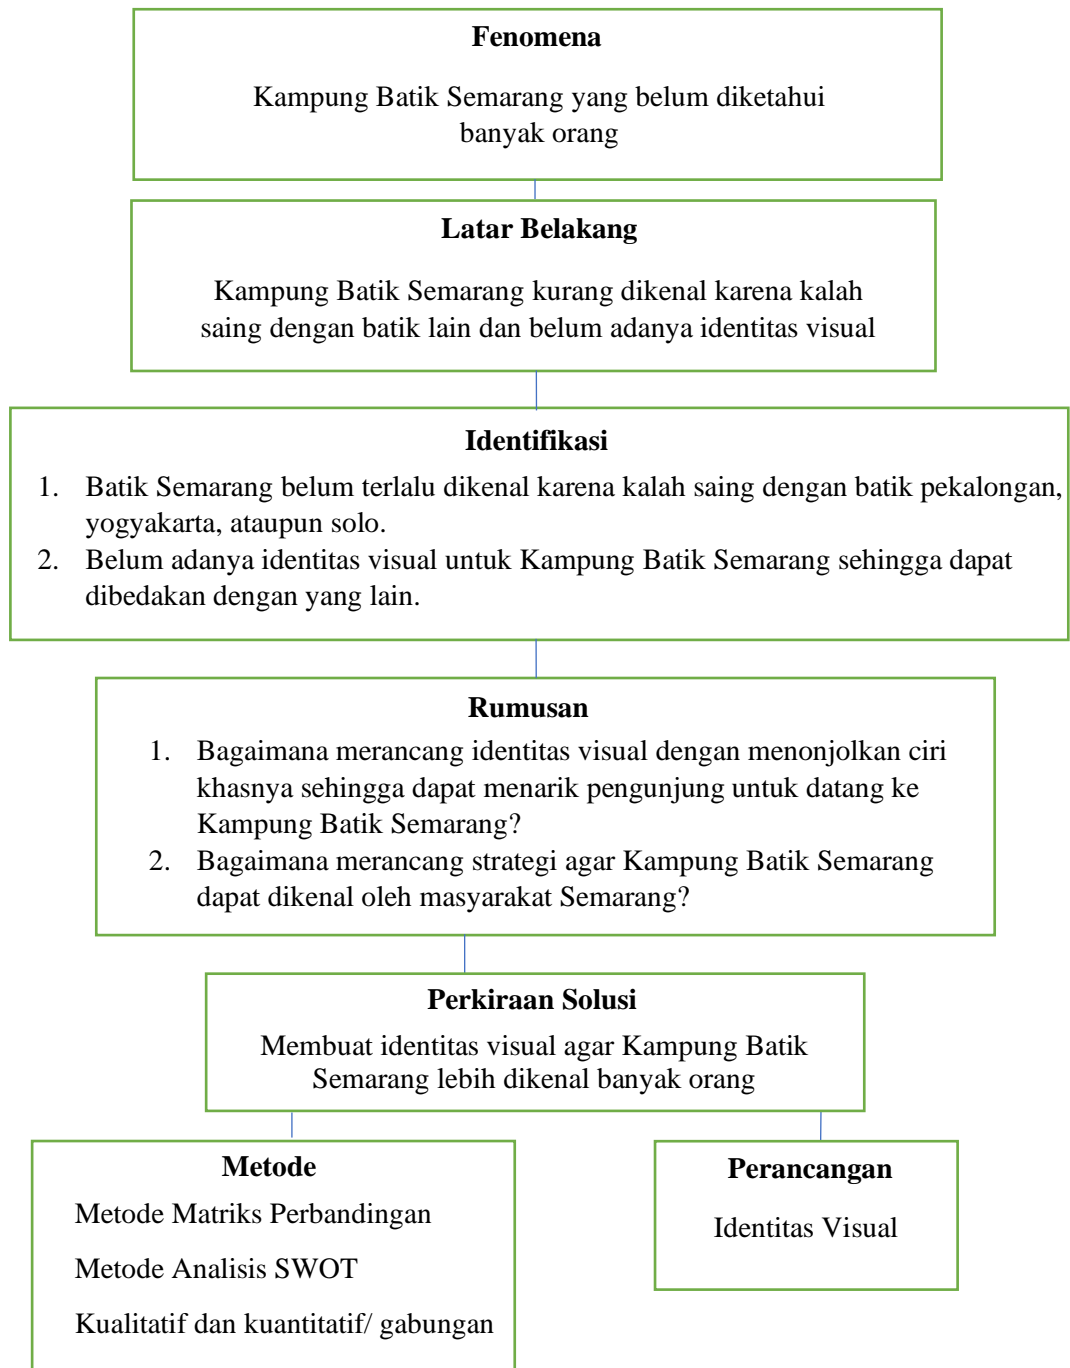 Fenomena
Kampung Batik Semarang yang belum diketahui
banyak orang
Latar Belakang
Kampung Batik Semarang kurang dikenal karena kalah
saing dengan batik lain dan belum adanya identitas visual
Identifikasi
1. Batik Semarang belum terlalu dikenal karena kalah saing dengan batik pekalongan,
yogyakarta, ataupun solo.
2. Belum adanya identitas visual untuk Kampung Batik Semarang sehingga dapat
dibedakan dengan yang lain.
Rumusan
1. Bagaimana merancang identitas visual dengan menonjolkan ciri
khasnya sehingga dapat menarik pengunjung untuk datang ke
Kampung Batik Semarang?
2. Bagaimana merancang strategi agar Kampung Batik Semarang
dapat dikenal oleh masyarakat Semarang?
Perkiraan Solusi
Membuat identitas visual agar Kampung Batik
Semarang lebih dikenal banyak orang
Metode
Metode Matriks Perbandingan
Metode Analisis SWOT
Kualitatif dan kuantitatif/ gabungan
Perancangan
Identitas Visual